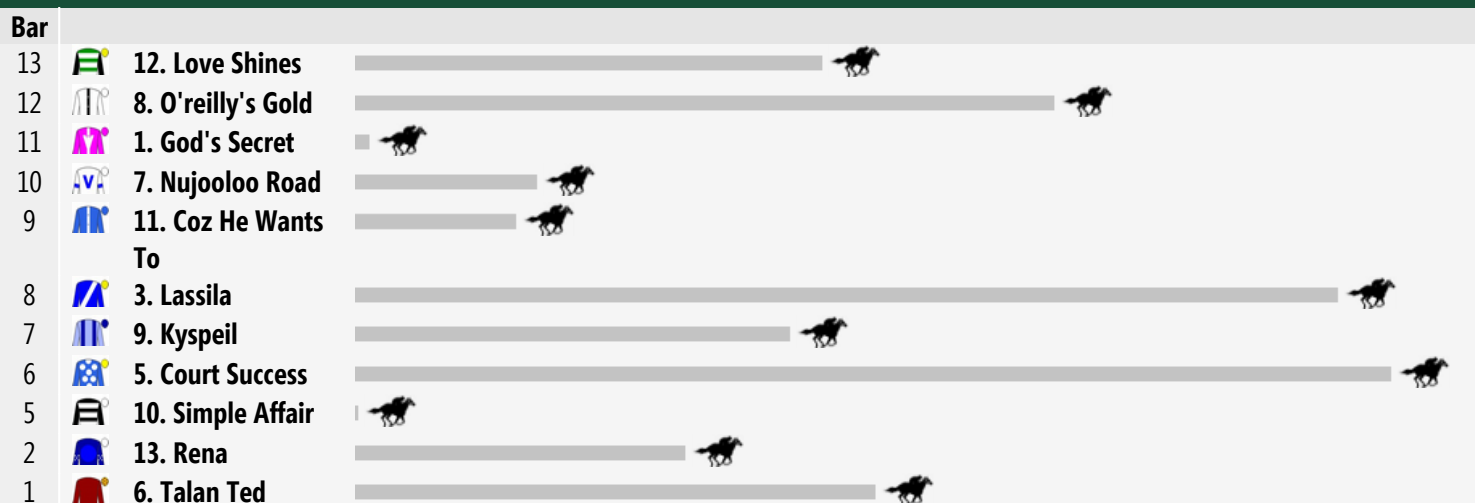 Bar
13 12. Love Shines
12 8. O'reilly's Gold
11 1. God's Secret
10 V 7. Nujooloo Road
9 11. Coz He Wants
To
8 3. Lassila
7 9. Kyspeil
6 5. Court Success
5 10. Simple Affair
2 13. Rena
1 6. Talan Ted